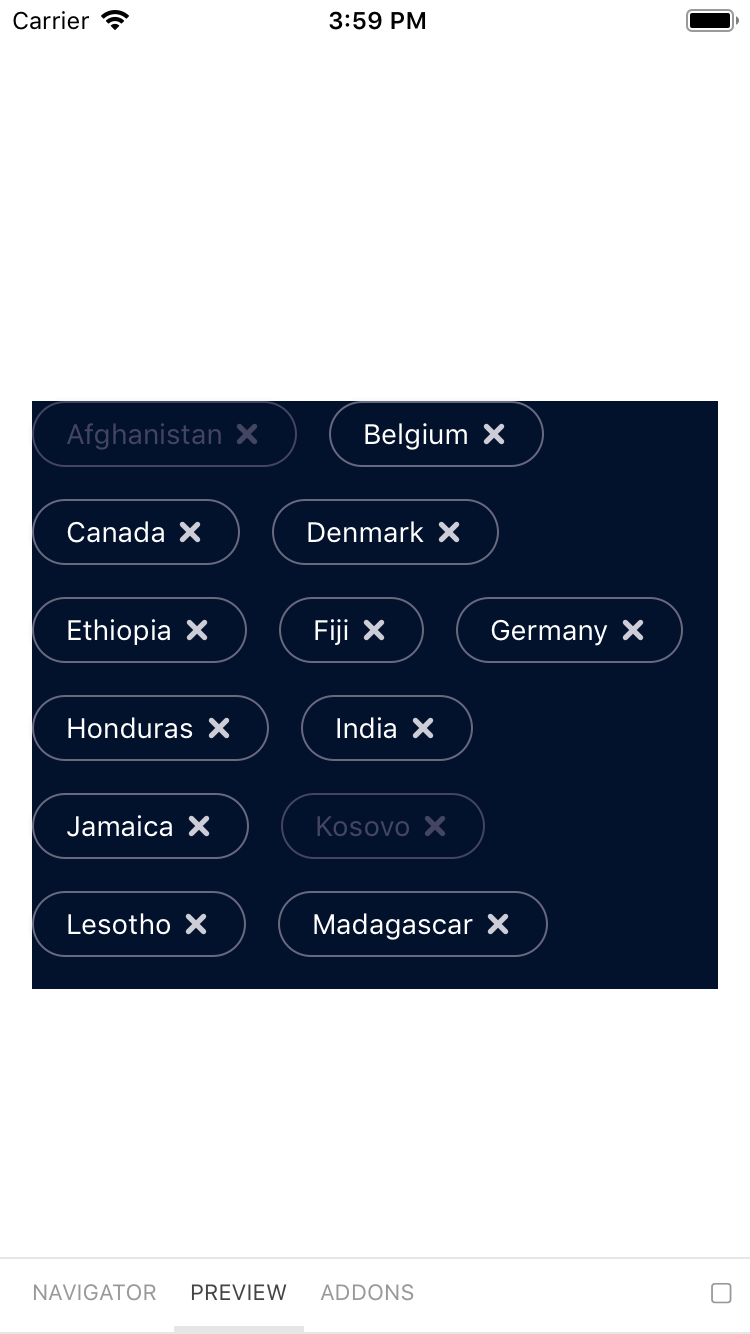 Carrier 3:59 PM
Afghanistan Belgium
Canada Denmark
Ethiopia Fiji Germany
Honduras India
Jamaica Kosovo
Lesotho Madagascar
NAVIGATOR PREVIEW ADDONS